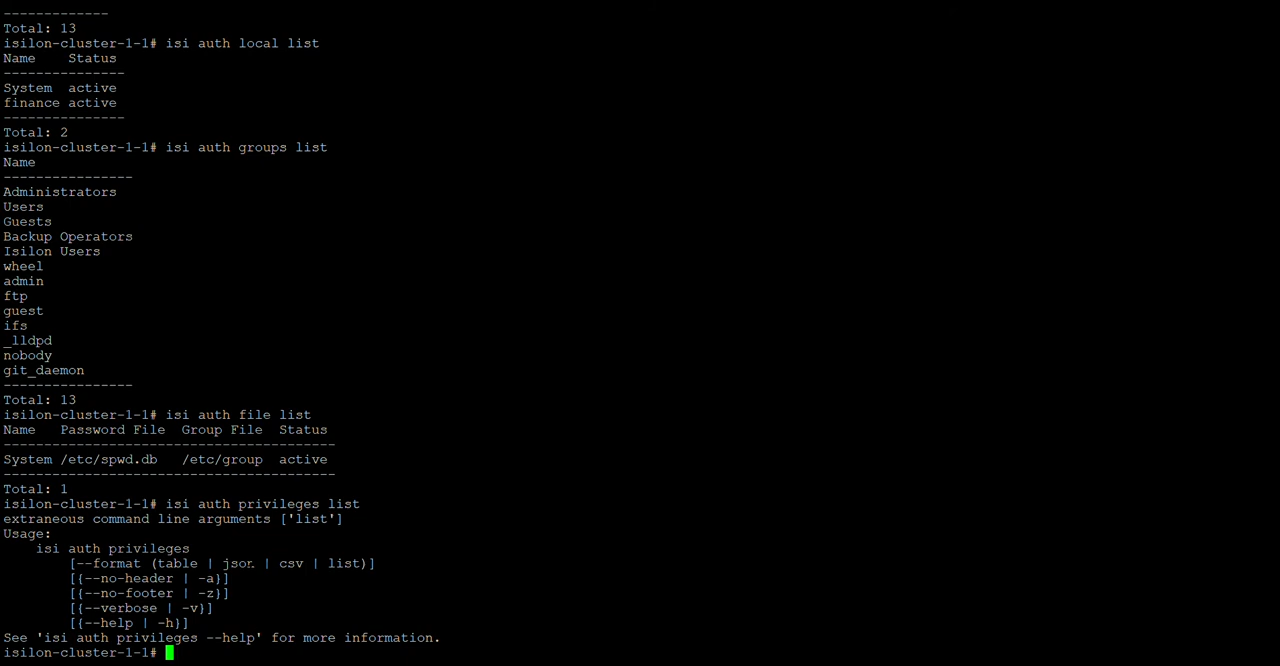 -------------
Total: 13
isilon-cluster-1-1# isi auth local list
Name    Status
---------------
System  active
finance active
---------------
Total: 2
isilon-cluster-1-1# isi auth groups list
Name
----------------
Administrators
Users
Guests
Backup Operators
Isilon Users
wheel
admin
ftp
guest
ifs
_lldpd
nobody
git_daemon
----------------
Total: 13
isilon-cluster-1-1# isi auth file list
Name   Password File  Group File  Status
-----------------------------------------
System /etc/spwd.db   /etc/group  active
-----------------------------------------
Total: 1
isilon-cluster-1-1# isi auth privileges list
extraneous command line arguments ['list']
Usage:
    isi auth privileges
        [--format (table | json | csv | list)]
        [{--no-header | -a}]
        [{--no-footer | -z}]
        [{--verbose | -v}]
        [{--help | -h}]
See 'isi auth privileges --help' for more information.
isilon-cluster-1-1#